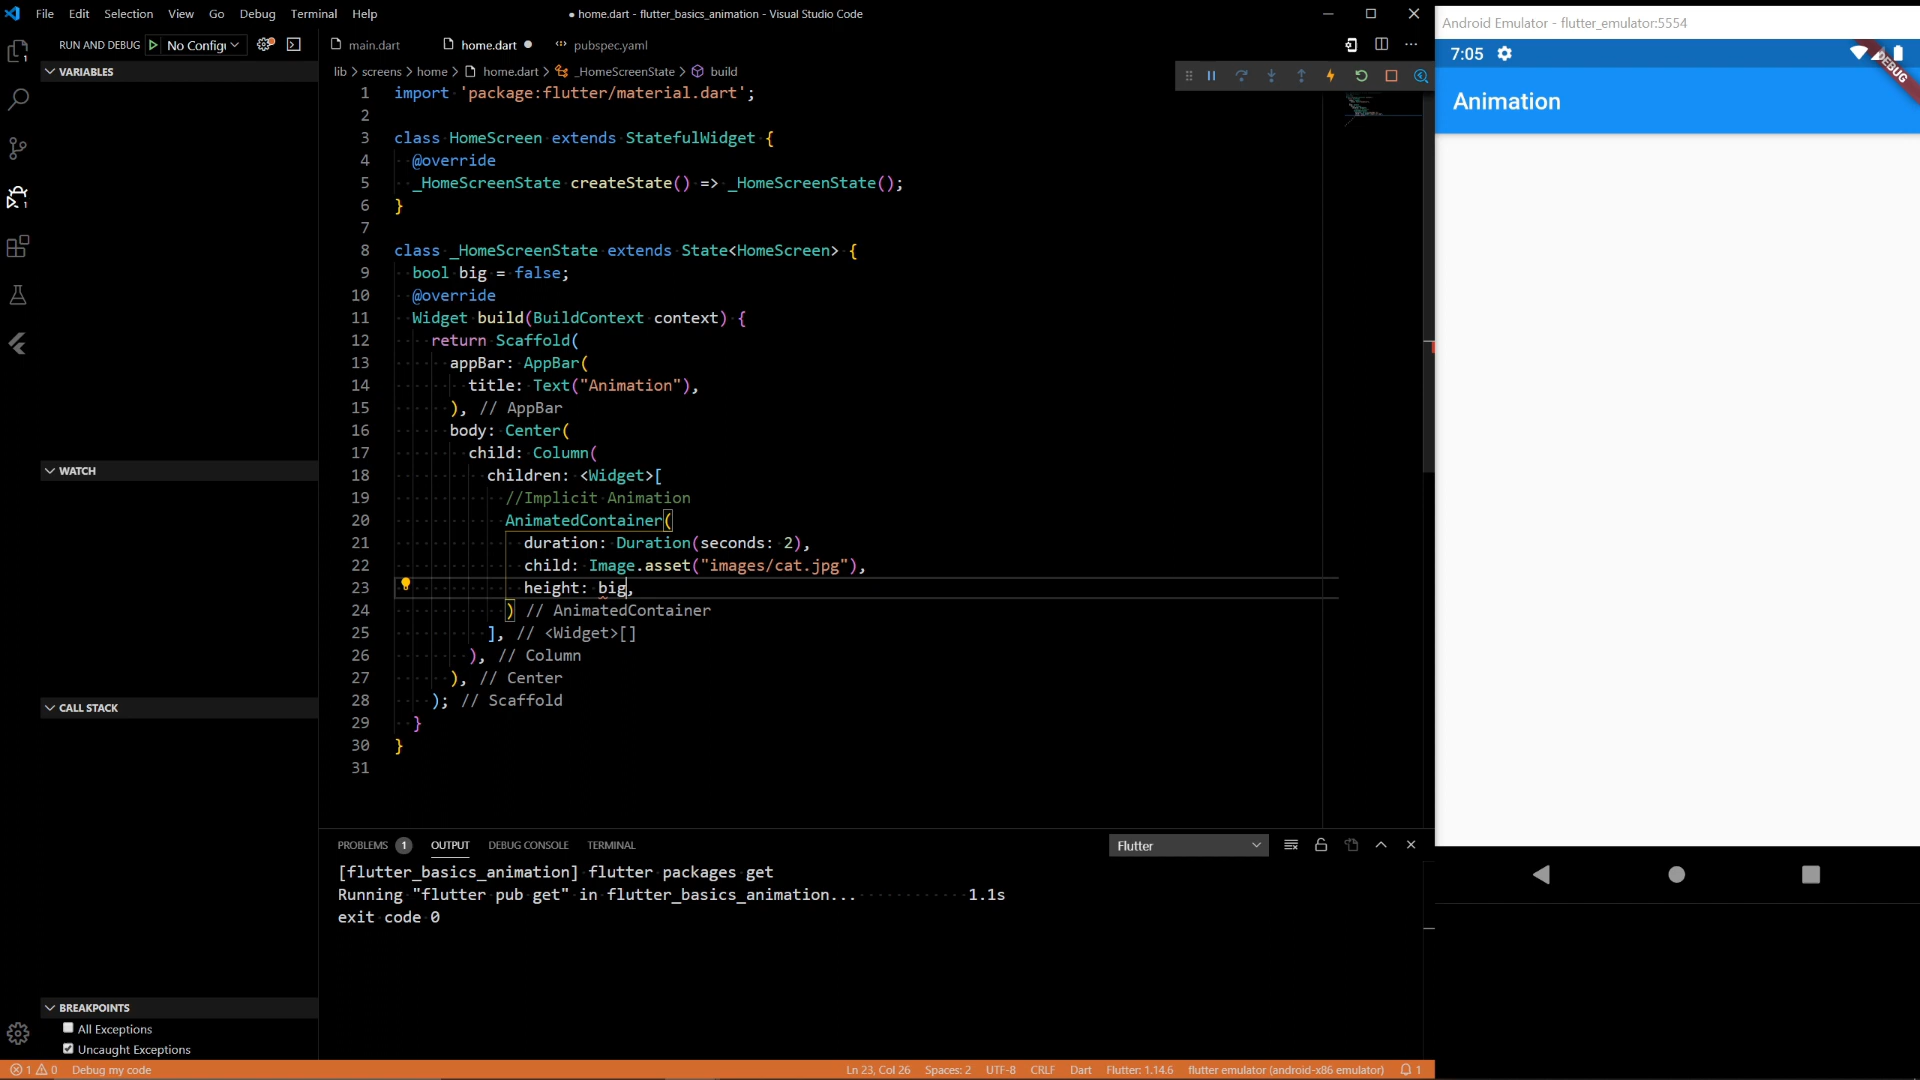 File Edit Selection View Go Debug Terminal Help
● home.dart - flutter_basics_animation - Visual Studio Code
Android Emulator - flutter_emulator:5554
RUN AND DEBUG No Config
main.dart home.dart pubspec.yaml
7:05
DEBUG
lib > screens > home > home.dart > _HomeScreenState > build
Animation
VARIABLES
WATCH
CALL STACK
BREAKPOINTS
All Exceptions
Uncaught Exceptions
1 import 'package:flutter/material.dart';
2
3 class HomeScreen extends StatefulWidget {
4 @override
5 _HomeScreenState createState() => _HomeScreenState();
6 }
7
8 class _HomeScreenState extends State<HomeScreen> {
9 bool big = false;
10 @override
11 Widget build(BuildContext context) {
12 return Scaffold(
13 appBar: AppBar(
14 title: Text("Animation"),
15 ), // AppBar
16 body: Center(
17 child: Column(
18 children: <Widget>[
19 //Implicit Animation
20 AnimatedContainer(
21 duration: Duration(seconds: 2),
22 child: Image.asset("images/cat.jpg"),
23 height: big,
24 ) // AnimatedContainer
25 ], // <Widget>[]
26 ), // Column
27 ), // Center
28 ); // Scaffold
29 }
30 }
31
PROBLEMS 1 OUTPUT DEBUG CONSOLE TERMINAL Flutter
[flutter_basics_animation] flutter packages get
Running "flutter pub get" in flutter_basics_animation... 1.1s
exit code 0
1 0 Debug my code
Ln 23, Col 26 Spaces: 2 UTF-8 CRLF Dart Flutter: 1.14.6 flutter emulator (android-x86 emulator) 1